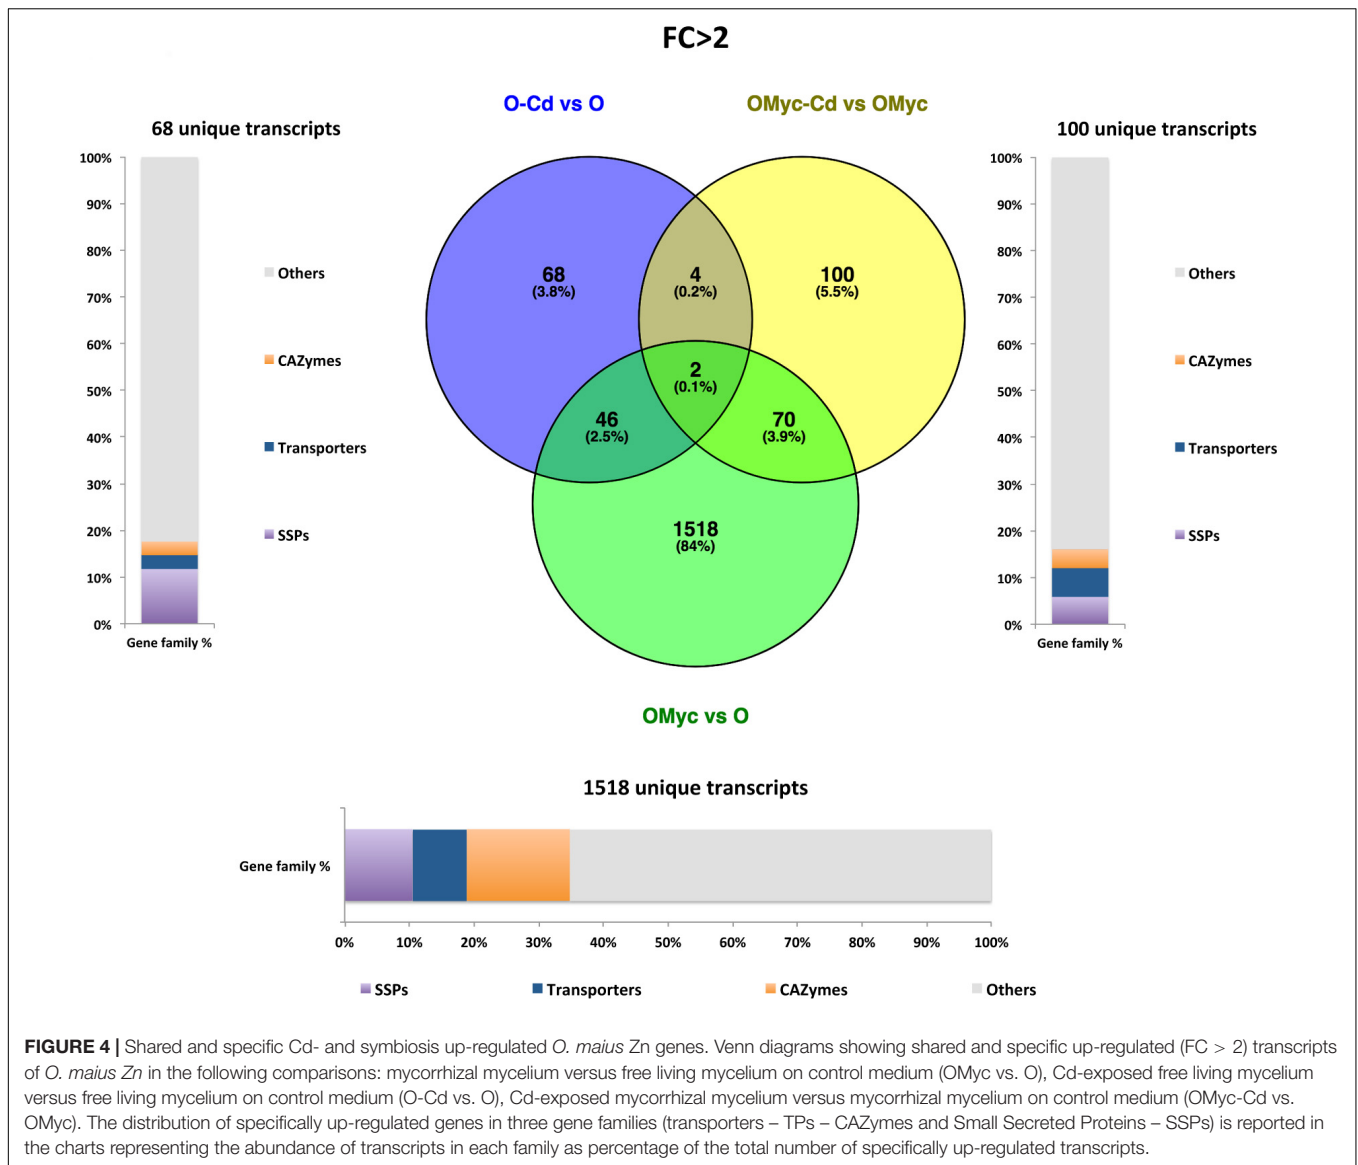 FC>2
O-Cd vs O
OMyc-Cd vs OMyc
68 unique transcripts
100%
90%
80%
70%
60%
50%
40%
30%
20%
10%
0%
Gene family %
Others
CAZymes
Transporters
SSPs
68
(3.8%)
4
(0.2%)
100
(5.5%)
2
(0.1%)
46
(2.5%)
70
(3.9%)
1518
(84%)
OMyc vs O
100 unique transcripts
100%
90%
80%
70%
60%
50%
40%
30%
20%
10%
0%
Gene family %
Others
CAZymes
Transporters
SSPs
1518 unique transcripts
Gene family %
0% 10% 20% 30% 40% 50% 60% 70% 80% 90% 100%
SSPs Transporters CAZymes Others
FIGURE 4 | Shared and specific Cd- and symbiosis up-regulated O. maius Zn genes. Venn diagrams showing shared and specific up-regulated (FC > 2) transcripts
of O. maius Zn in the following comparisons: mycorrhizal mycelium versus free living mycelium on control medium (OMyc vs. O), Cd-exposed free living mycelium
versus free living mycelium on control medium (O-Cd vs. O), Cd-exposed mycorrhizal mycelium versus mycorrhizal mycelium on control medium (OMyc-Cd vs.
OMyc). The distribution of specifically up-regulated genes in three gene families (transporters – TPs – CAZymes and Small Secreted Proteins – SSPs) is reported in
the charts representing the abundance of transcripts in each family as percentage of the total number of specifically up-regulated transcripts.